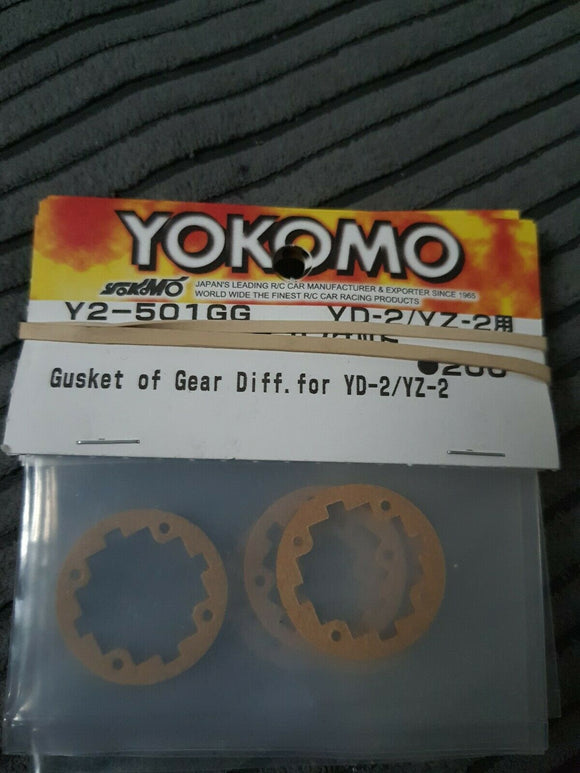 YOKOMO
YOKOMO
JAPAN'S LEADING R/C CAR MANUFACTURER & EXPORTER SINCE 1965
WORLD WIDE THE FINEST R/C CAR RACING PRODUCTS
Y2-501GG YD-2/YZ-2用
Gusket of Gear Diff.for YD-2/YZ-2